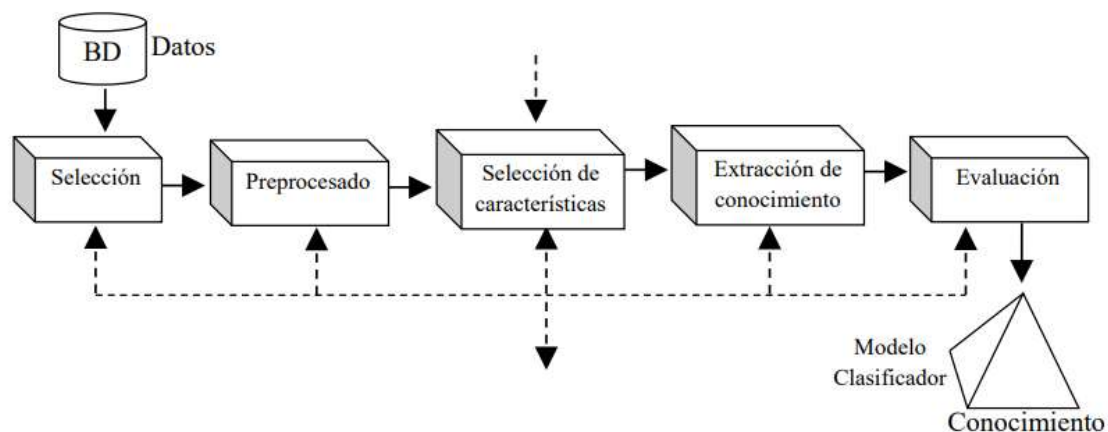 BD
Datos
Selección
Preprocesado
Selección de
características
Extracción de
conocimiento
Evaluación
Modelo
Clasificador
Conocimiento